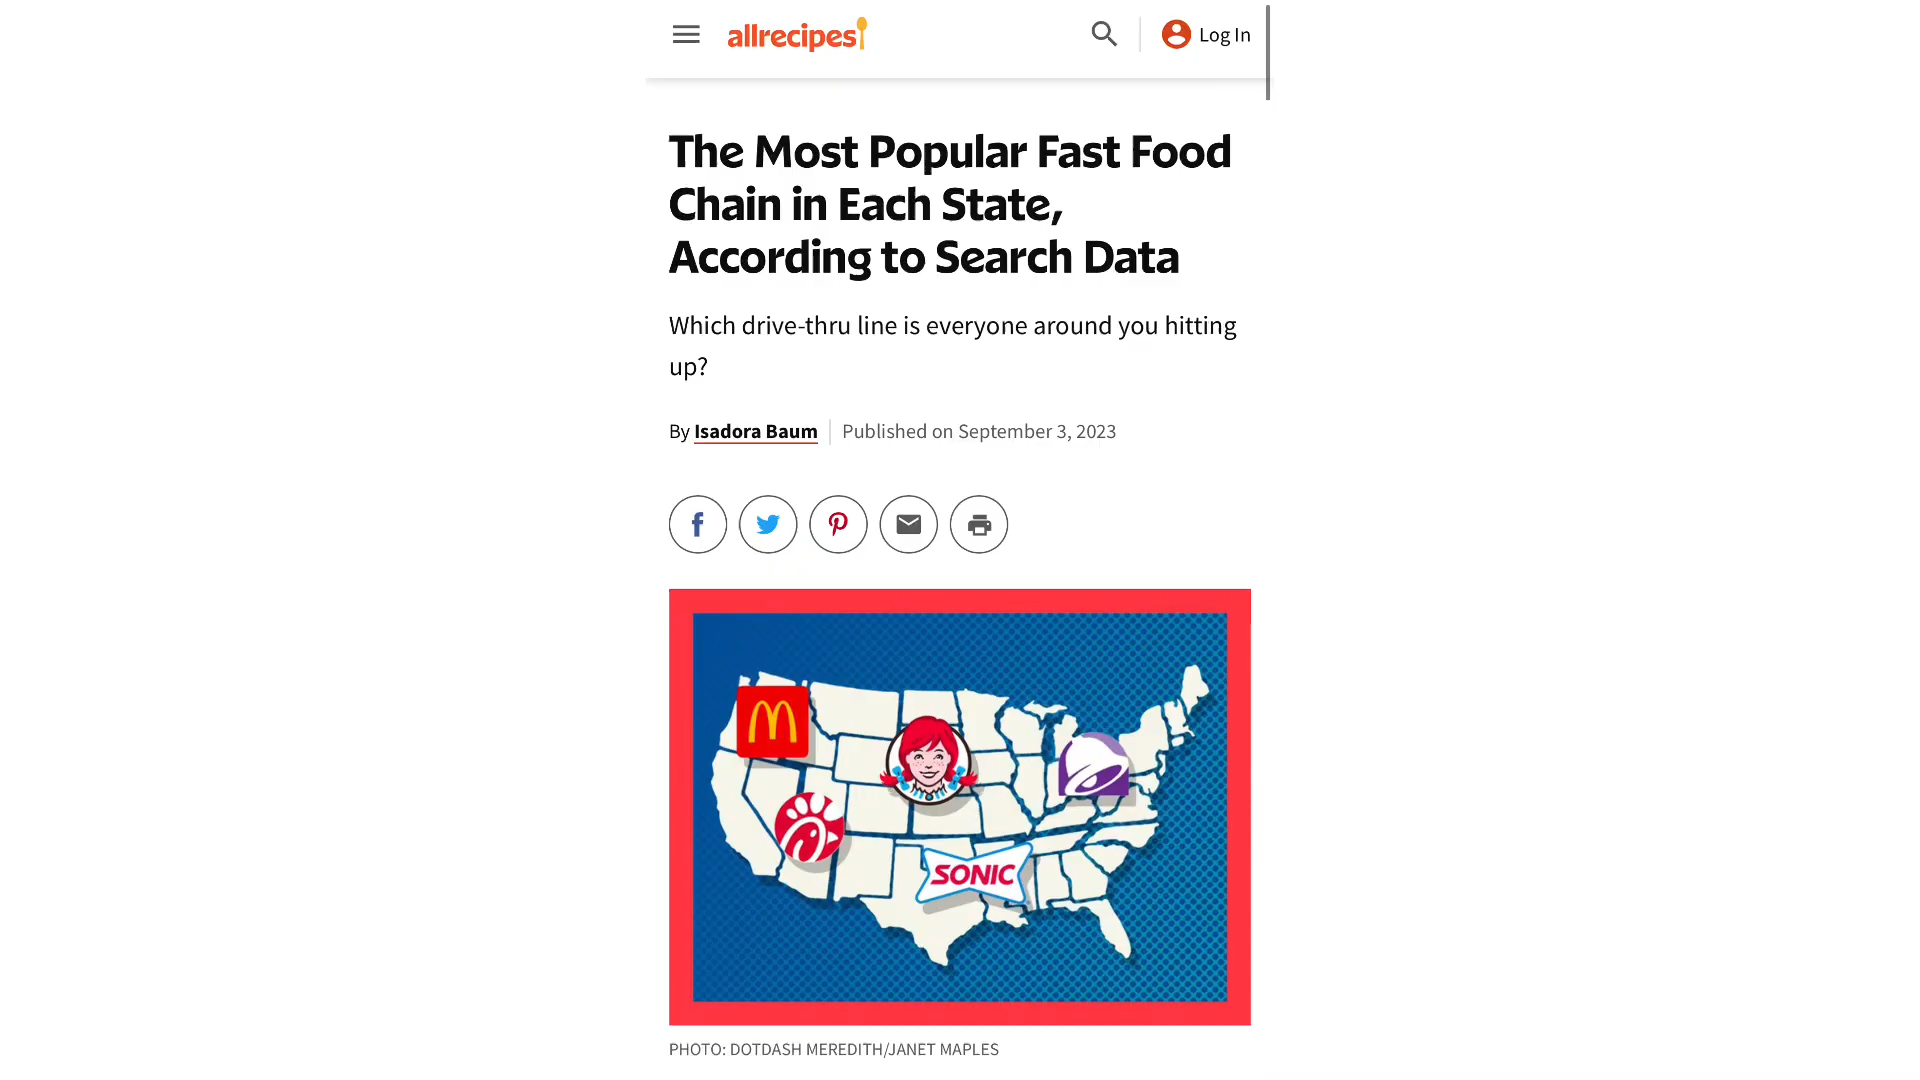 allrecipes
Log In
The Most Popular Fast Food
Chain in Each State,
According to Search Data
Which drive-thru line is everyone around you hitting
up?
By Isadora Baum
Published on September 3, 2023
SONIC
PHOTO: DOTDASH MEREDITH/JANET MAPLES